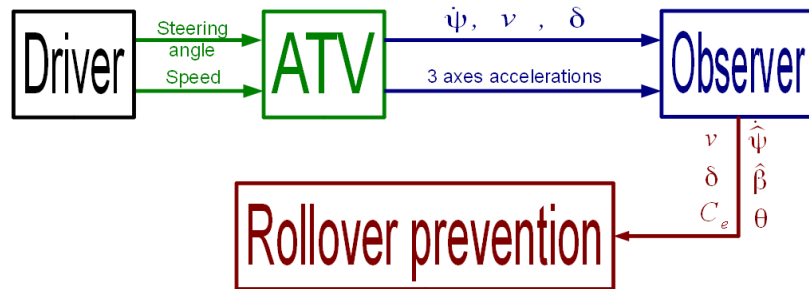 Driver
Steering
angle
Speed
ATV
ψ̇, v , δ
3 axes accelerations
Observer
v ψ̂̇
δ β̂
Cₑ θ
Rollover prevention